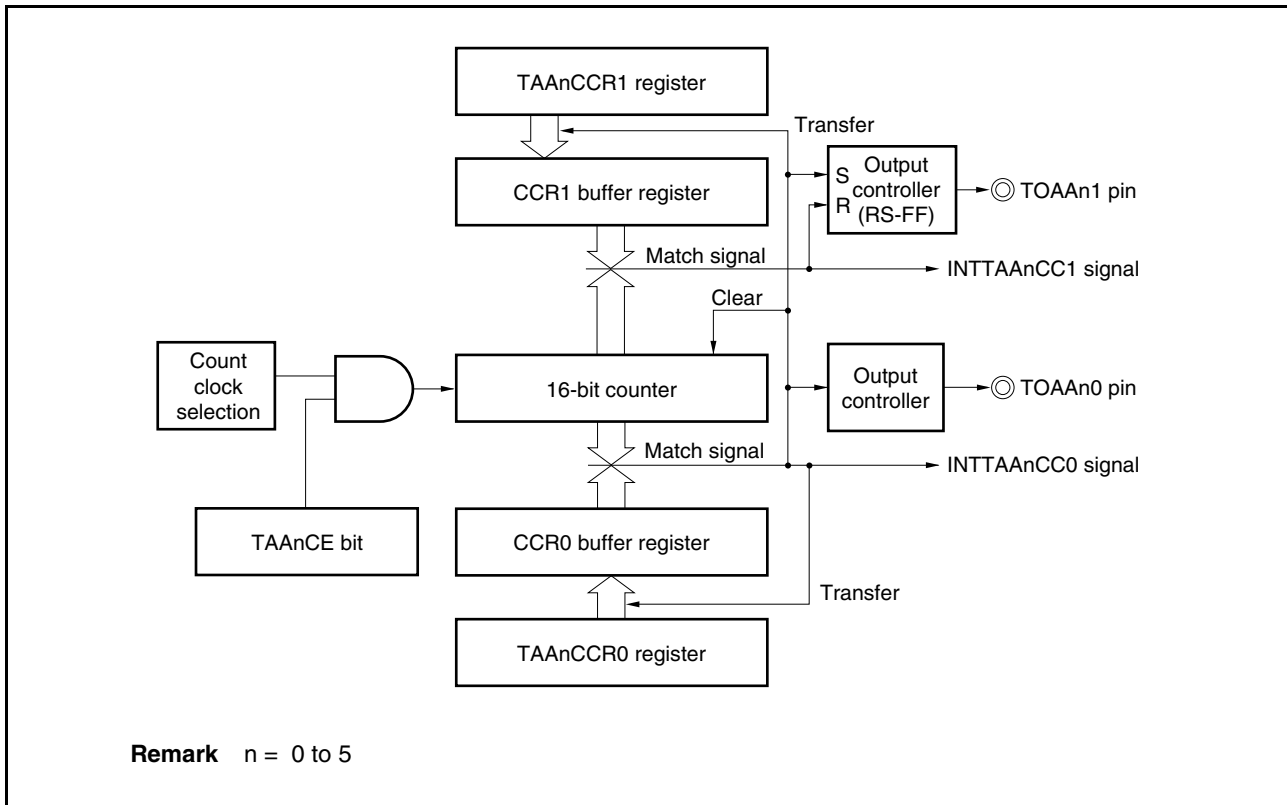 TAAnCCR1 register
Transfer
CCR1 buffer register
S
R
Output
controller
(RS-FF)
TOAAn1 pin
Match signal
INTTAAnCC1 signal
Clear
Count
clock
selection
16-bit counter
Output
controller
TOAAn0 pin
Match signal
INTTAAnCC0 signal
TAAnCE bit
CCR0 buffer register
Transfer
TAAnCCR0 register
Remark n = 0 to 5